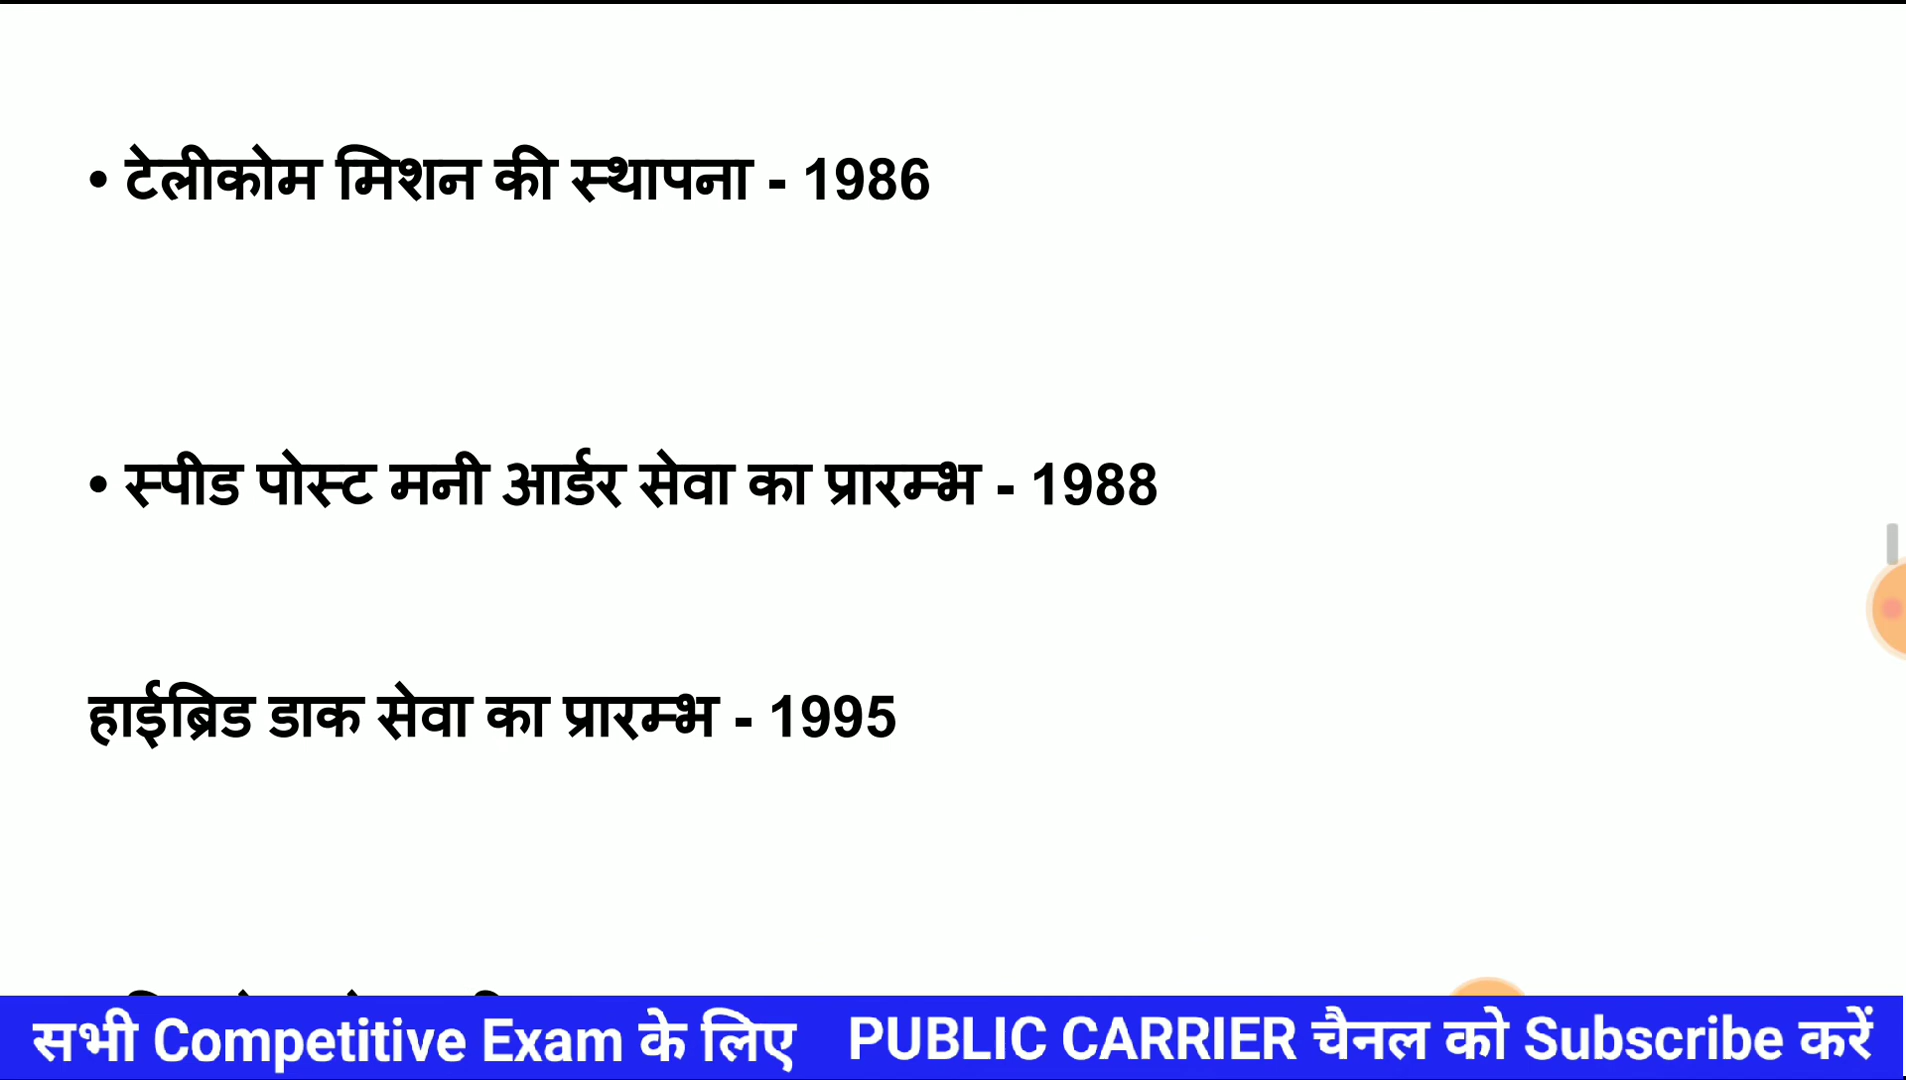 • टेलीकोम मिशन की स्थापना - 1986
• स्पीड पोस्ट मनी आर्डर सेवा का प्रारम्भ - 1988
हाईब्रिड डाक सेवा का प्रारम्भ - 1995
सभी Competitive Exam के लिए PUBLIC CARRIER चैनल को Subscribe करें